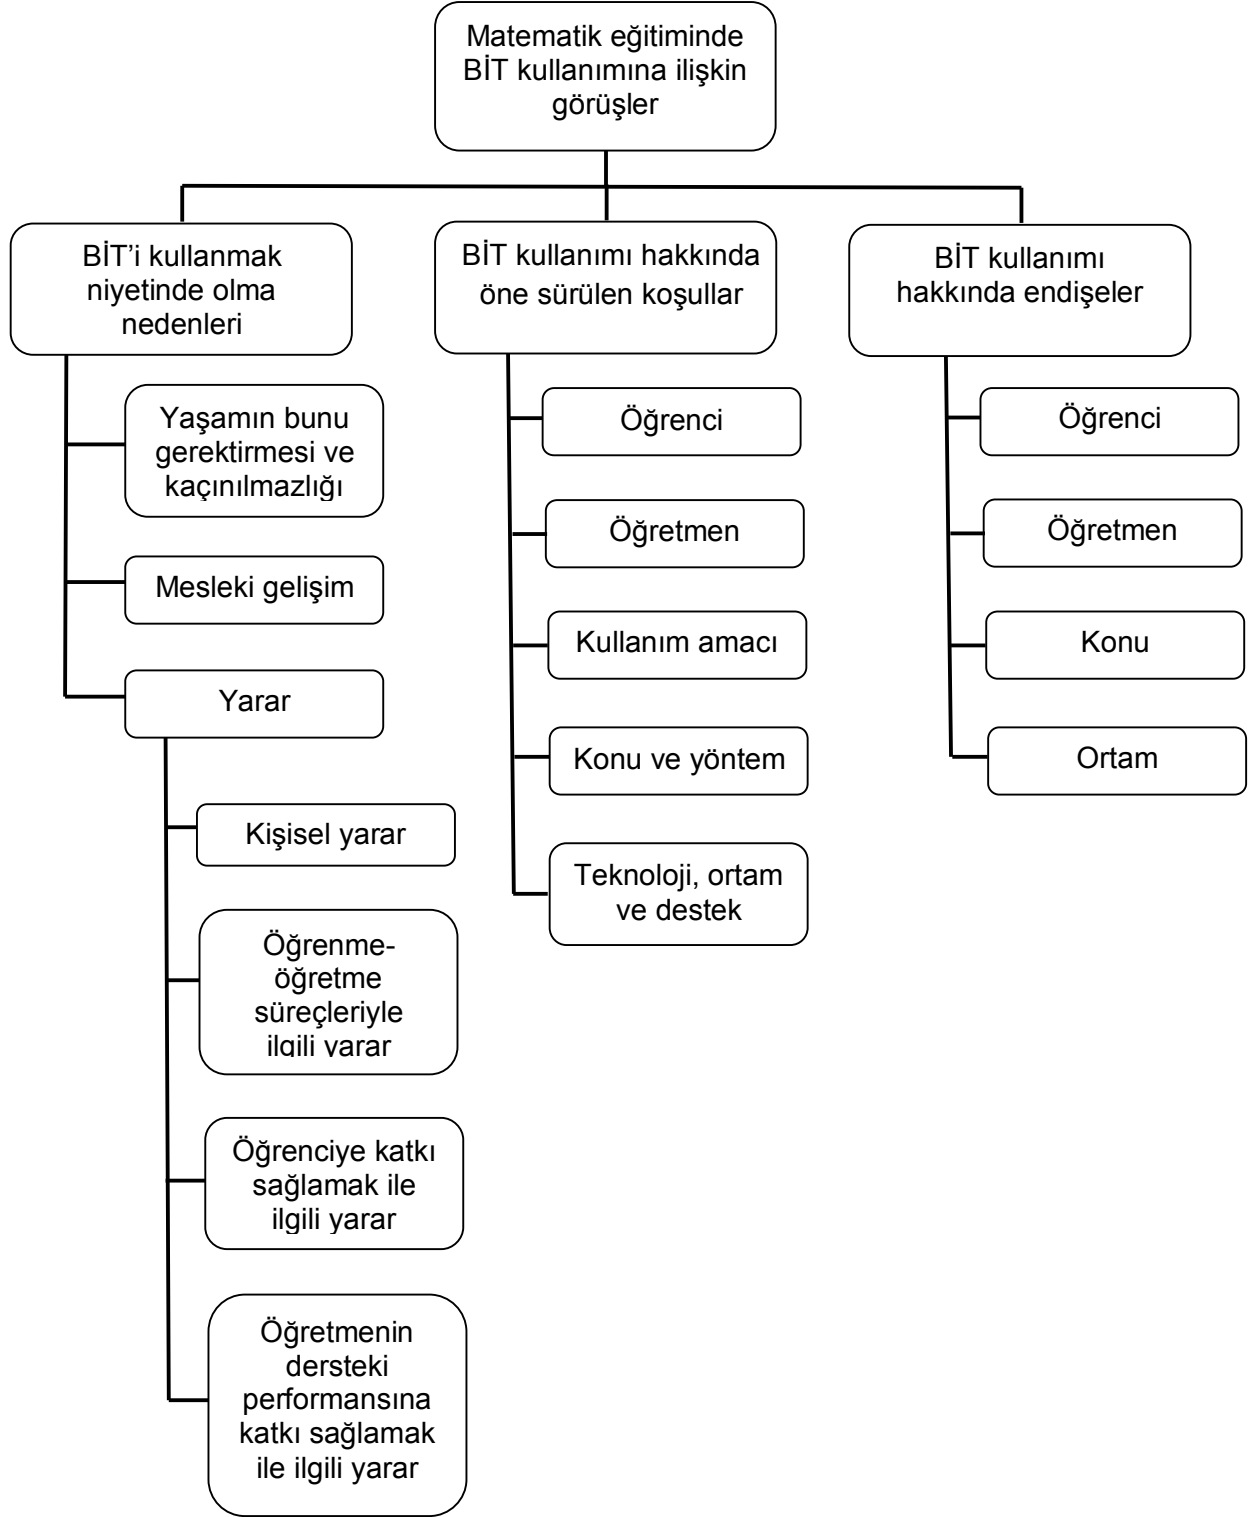 Matematik eğitiminde
BİT kullanımına ilişkin
görüşler
BİT’i kullanmak
niyetinde olma
nedenleri
Yaşamın bunu
gerektirmesi ve
kaçınılmazlığı
Mesleki gelişim
Yarar
Kişisel yarar
Öğrenme-
öğretme
süreçleriyle
ilgili yarar
Öğrenciye katkı
sağlamak ile
ilgili yarar
Öğretmenin
dersteki
performansına
katkı sağlamak
ile ilgili yarar
BİT kullanımı hakkında
öne sürülen koşullar
Öğrenci
Öğretmen
Kullanım amacı
Konu ve yöntem
Teknoloji, ortam
ve destek
BİT kullanımı
hakkında endişeler
Öğrenci
Öğretmen
Konu
Ortam